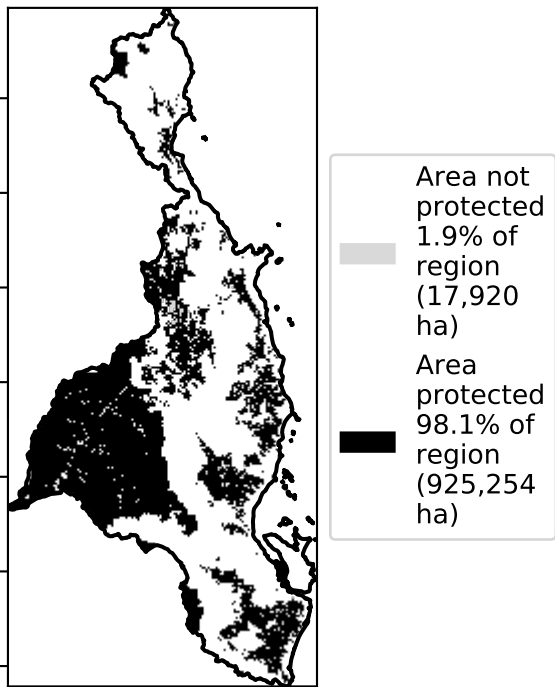 Area not
protected
1.9% of
region
(17,920
ha)
Area
protected
98.1% of
region
(925,254
ha)